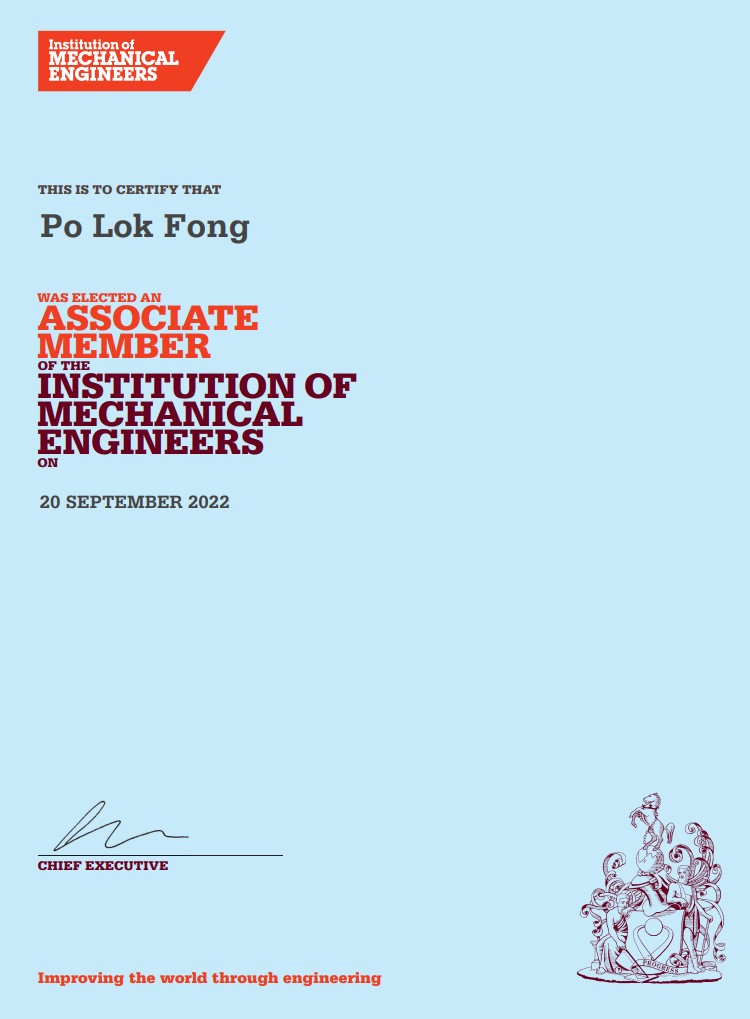 Institution of
MECHANICAL
ENGINEERS
THIS IS TO CERTIFY THAT
Po Lok Fong
WAS ELECTED AN
ASSOCIATE
MEMBER
OF THE
INSTITUTION OF
MECHANICAL
ENGINEERS
ON
20 SEPTEMBER 2022
CHIEF EXECUTIVE
PROGRESS
Improving the world through engineering